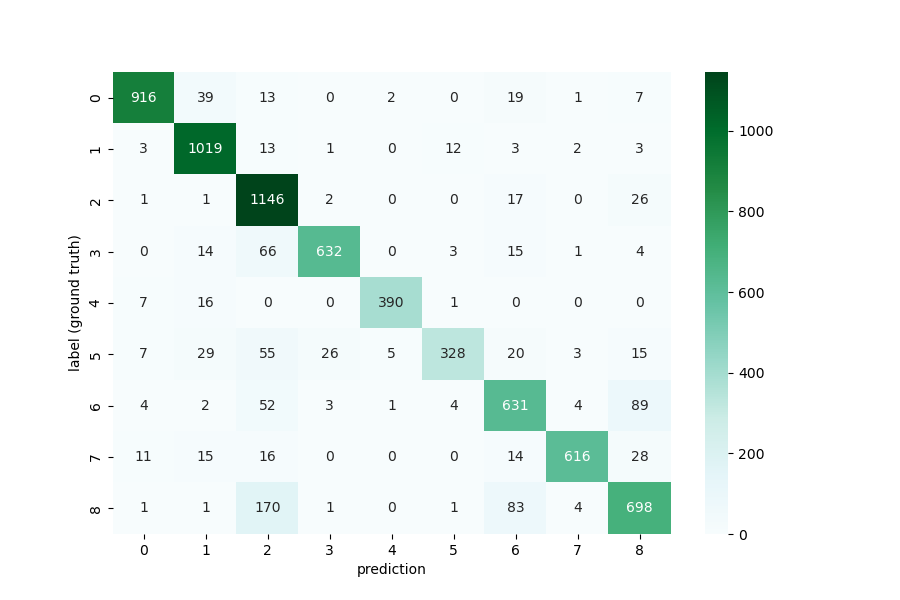 0 916 39 13 0 2 0 19 1 7
1 3 1019 13 1 0 12 3 2 3
2 1 1 1146 2 0 0 17 0 26
3 0 14 66 632 0 3 15 1 4
4 7 16 0 0 390 1 0 0 0
5 7 29 55 26 5 328 20 3 15
6 4 2 52 3 1 4 631 4 89
7 11 15 16 0 0 0 14 616 28
8 1 1 170 1 0 1 83 4 698
0 1 2 3 4 5 6 7 8
prediction
label (ground truth)
1000
800
600
400
200
0